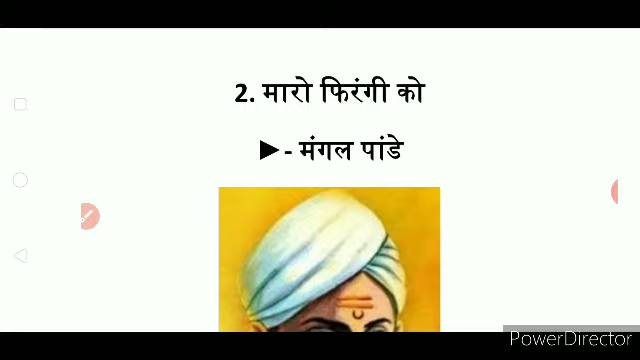 2. मारो फिरंगी को
►- मंगल पांडे
PowerDirector